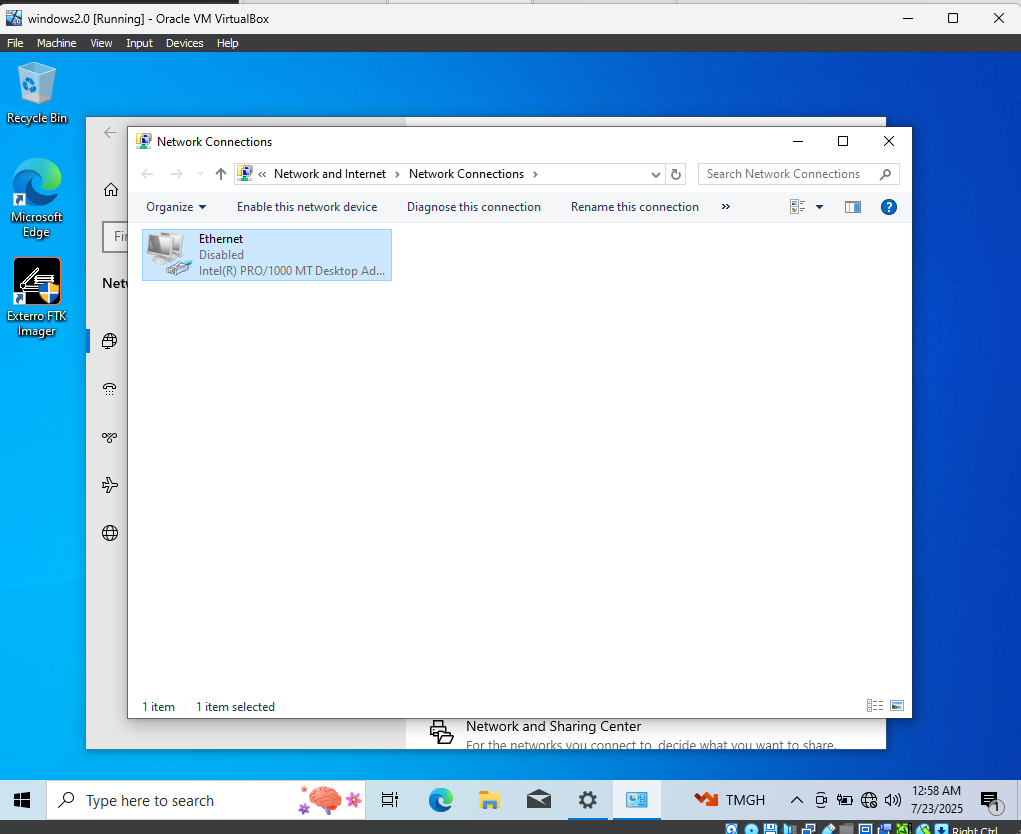 windows2.0 [Running] - Oracle VM VirtualBox
File Machine View Input Devices Help
Recycle Bin
Microsoft
Edge
Exterro FTK
Imager
Network Connections
« Network and Internet › Network Connections ›
Search Network Connections
Organize Enable this network device Diagnose this connection Rename this connection »
Ethernet
Disabled
Intel(R) PRO/1000 MT Desktop Ad...
Fi
Net
1 item 1 item selected
Network and Sharing Center
For the networks you connect to, decide what you want to share.
Type here to search
TMGH
12:58 AM
7/23/2025
1
Right Ctrl